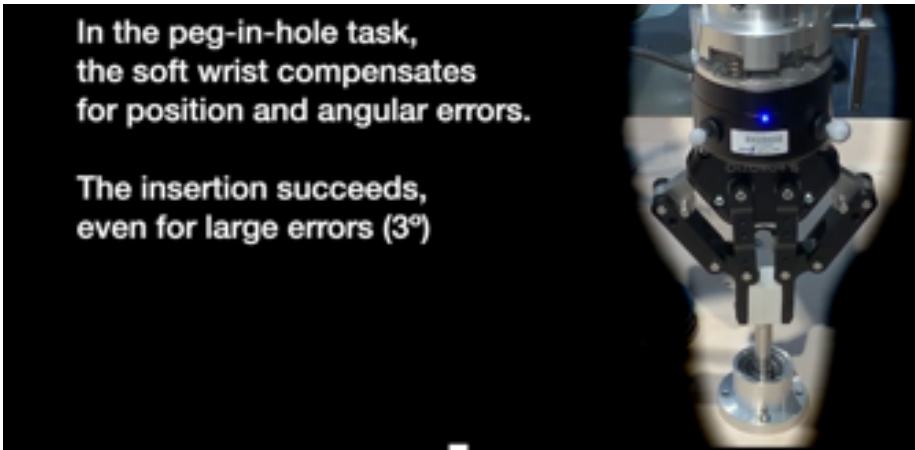 In the peg-in-hole task,
the soft wrist compensates
for position and angular errors.
The insertion succeeds,
even for large errors (3º)